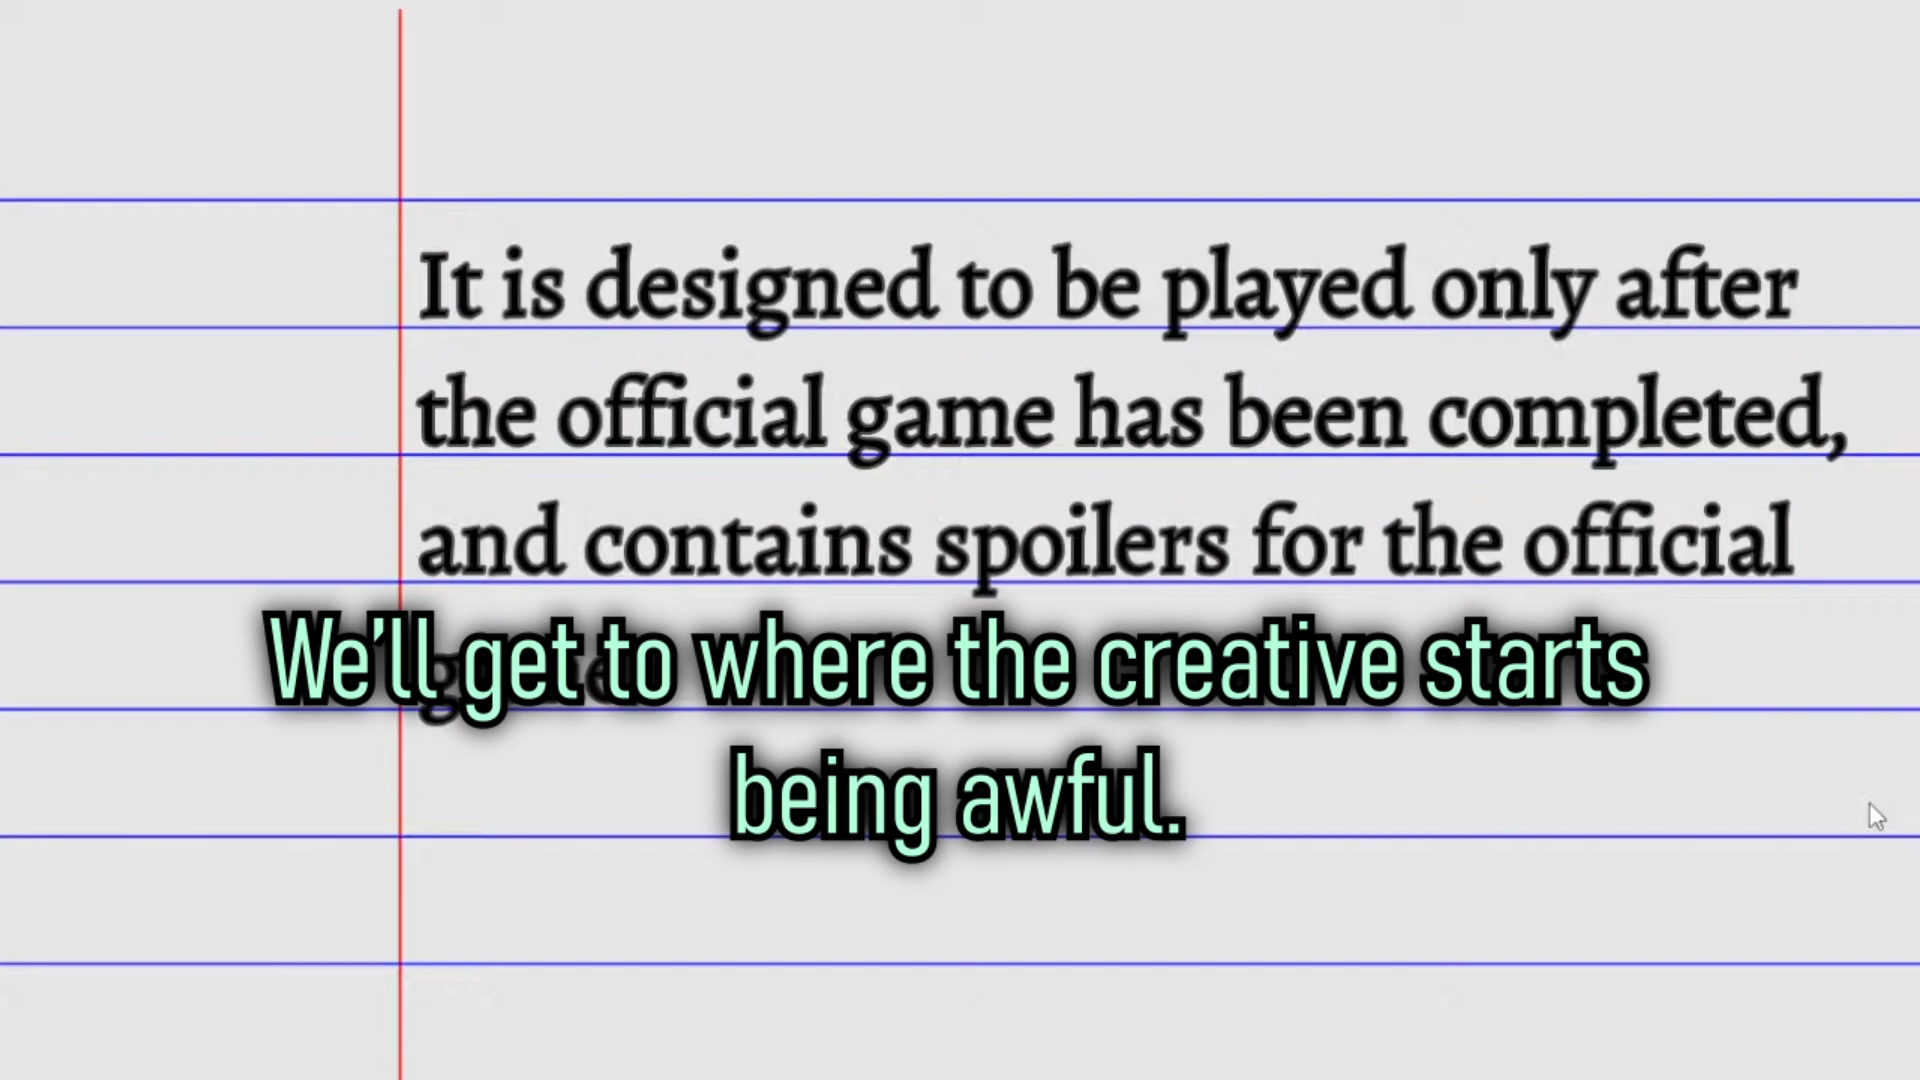 It is designed to be played only after
the official game has been completed,
and contains spoilers for the official
We'll get to where the creative starts
being awful.